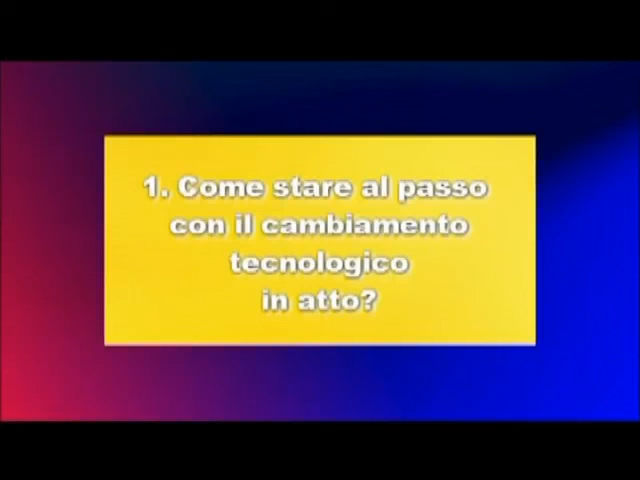 1. Come stare al passo
con il cambiamento
tecnologico
in atto?